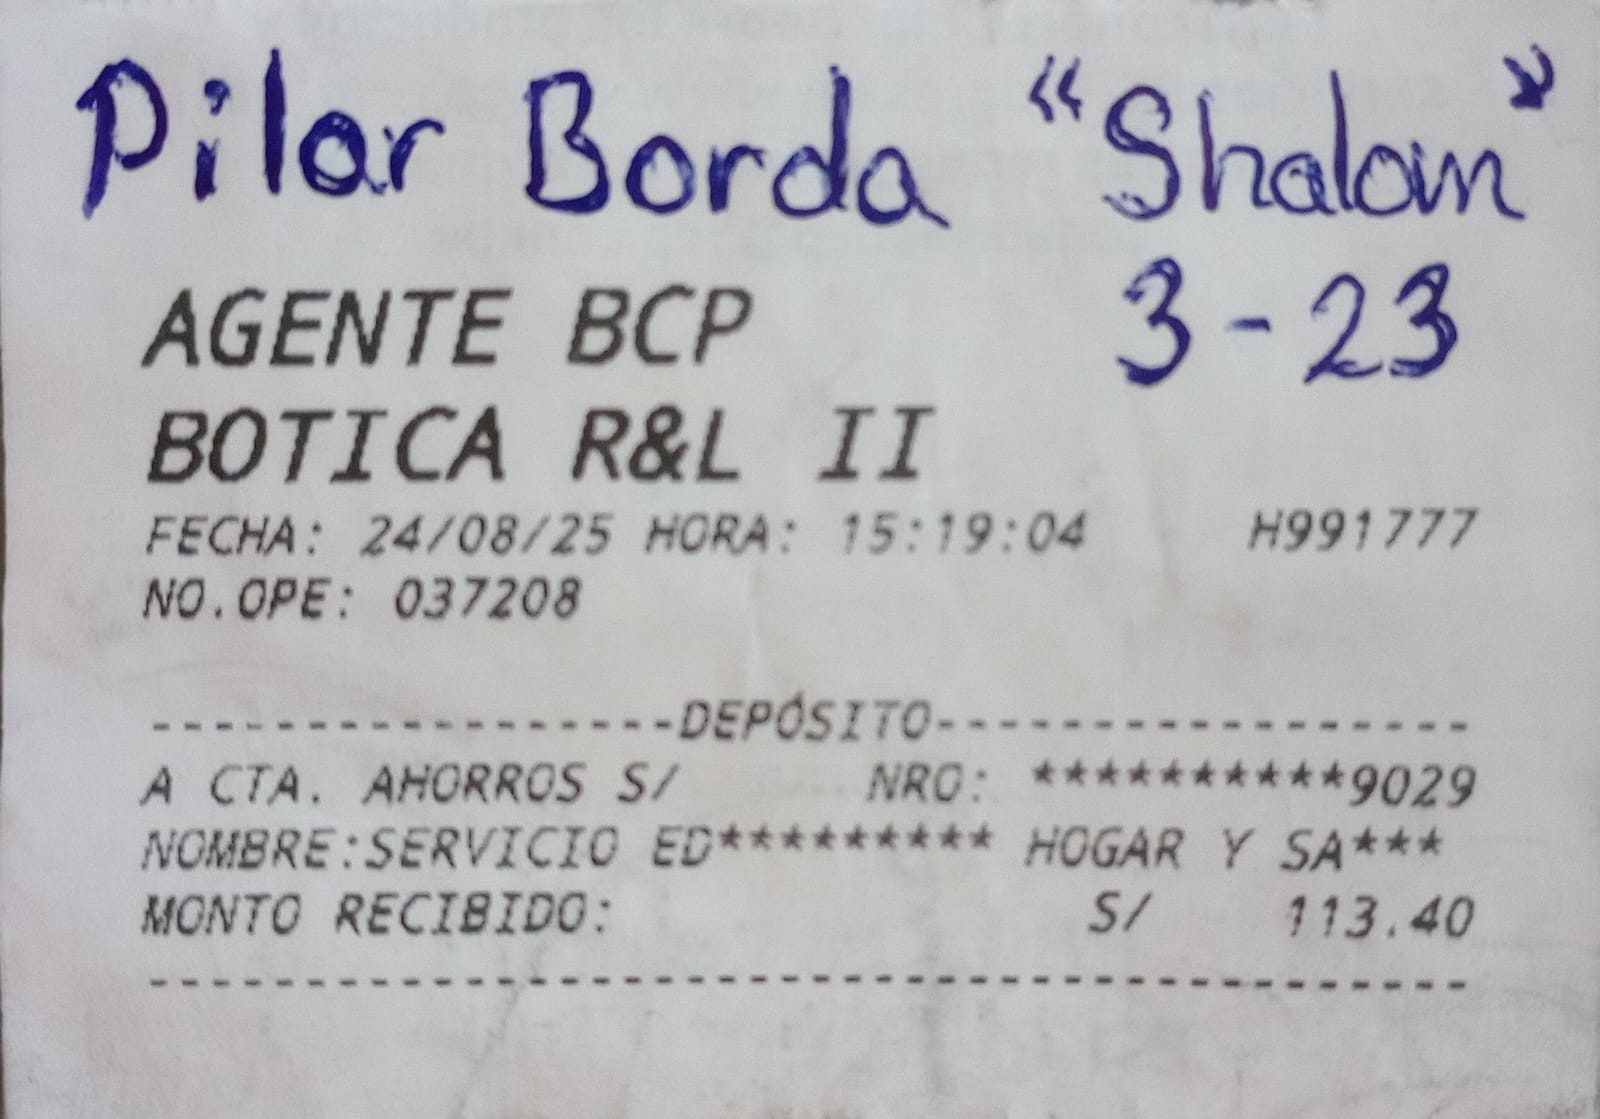 Pilar Borda "Shalom"
3-23
AGENTE BCP
BOTICA R&L II
FECHA: 24/08/25 HORA: 15:19:04 H991777
NO.OPE: 037208
-----------------DEPÓSITO-----------------
A CTA. AHORROS S/ NRO: **********9029
NOMBRE:SERVICIO ED********* HOGAR Y SA***
MONTO RECIBIDO: S/ 113.40
------------------------------------------